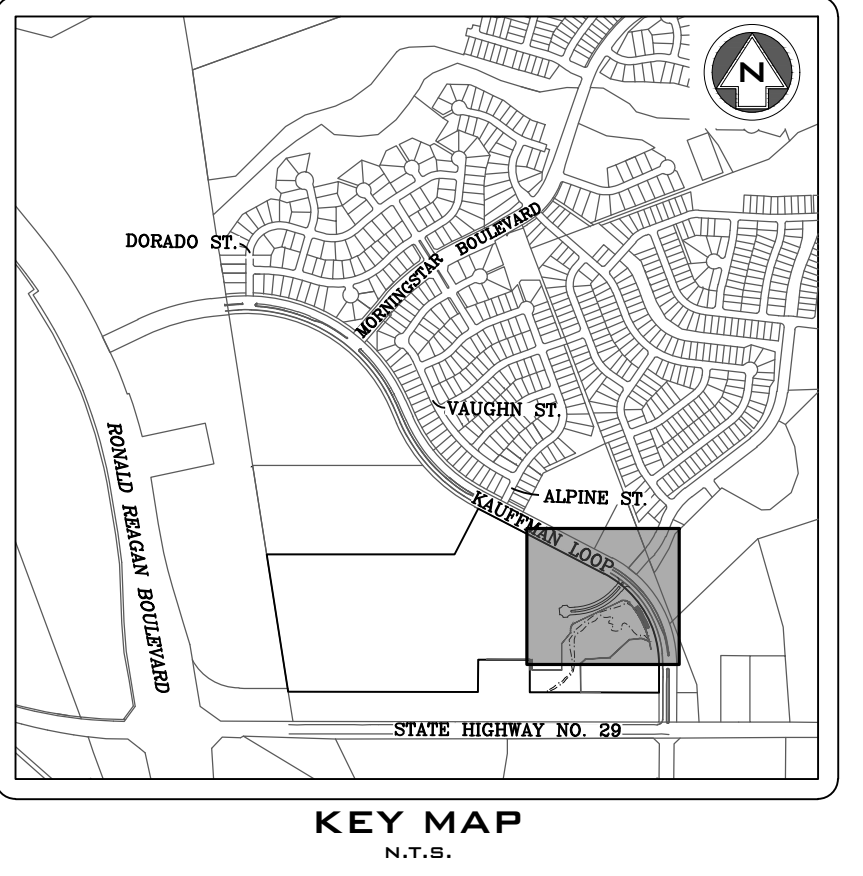 N
DORADO ST.
MORNINGSTAR BOULEVARD
VAUGHN ST.
RONALD REAGAN BOULEVARD
ALPINE ST.
KAUFFMAN LOOP
STATE HIGHWAY NO. 29
KEY MAP
N.T.S.